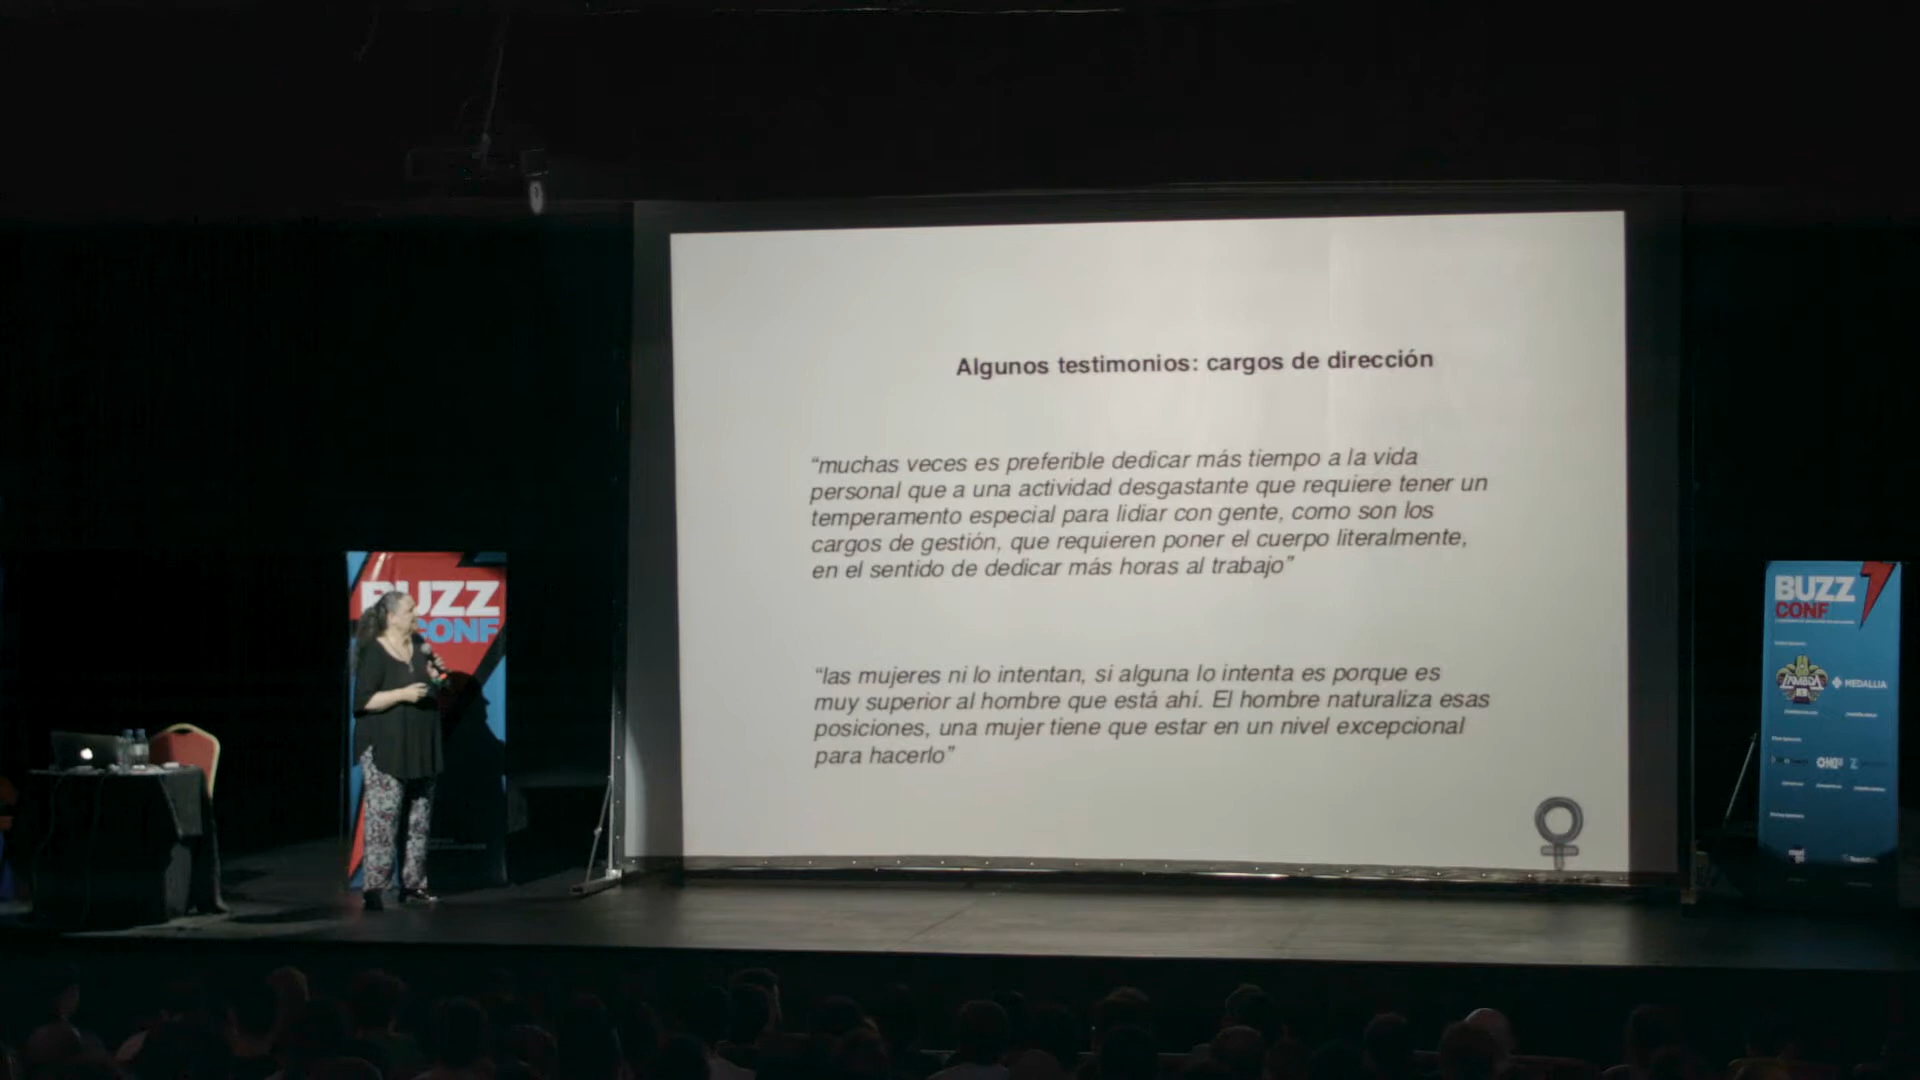 Algunos testimonios: cargos de dirección
“muchas veces es preferible dedicar más tiempo a la vida
personal que a una actividad desgastante que requiere tener un
temperamento especial para lidiar con gente, como son los
cargos de gestión, que requieren poner el cuerpo literalmente,
en el sentido de dedicar más horas al trabajo”
“las mujeres ni lo intentan, si alguna lo intenta es porque es
muy superior al hombre que está ahí. El hombre naturaliza esas
posiciones, una mujer tiene que estar en un nivel excepcional
para hacerlo”
BUZZ
CONF
BUZZ
CONF
LAMBDA
MEDALLIA